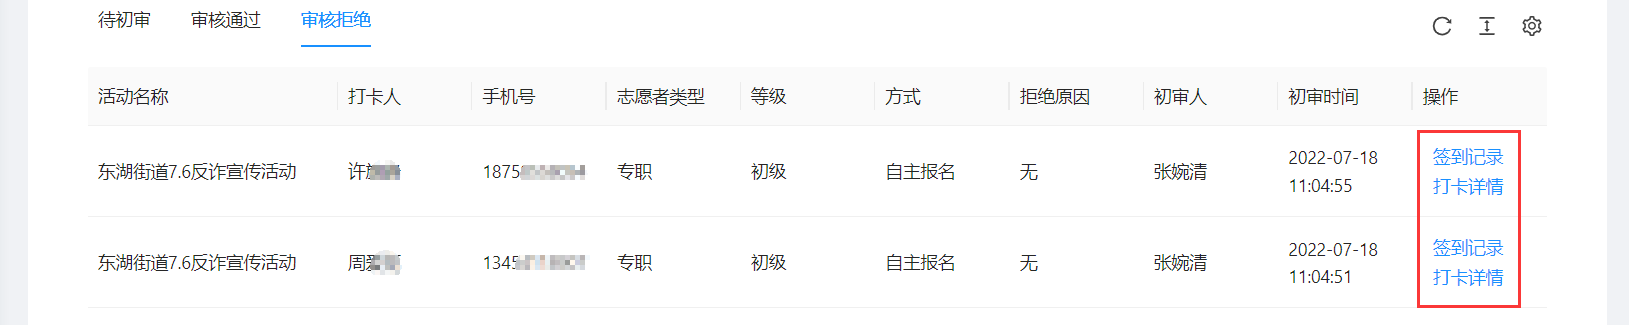 待初审 审核通过 审核拒绝
活动名称 打卡人 手机号 志愿者类型 等级 方式 拒绝原因 初审人 初审时间 操作
东湖街道7.6反诈宣传活动 许 1875 专职 初级 自主报名 无 张婉清 2022-07-18 签到记录
11:04:55 打卡详情
东湖街道7.6反诈宣传活动 周 1345 专职 初级 自主报名 无 张婉清 2022-07-18 签到记录
11:04:51 打卡详情